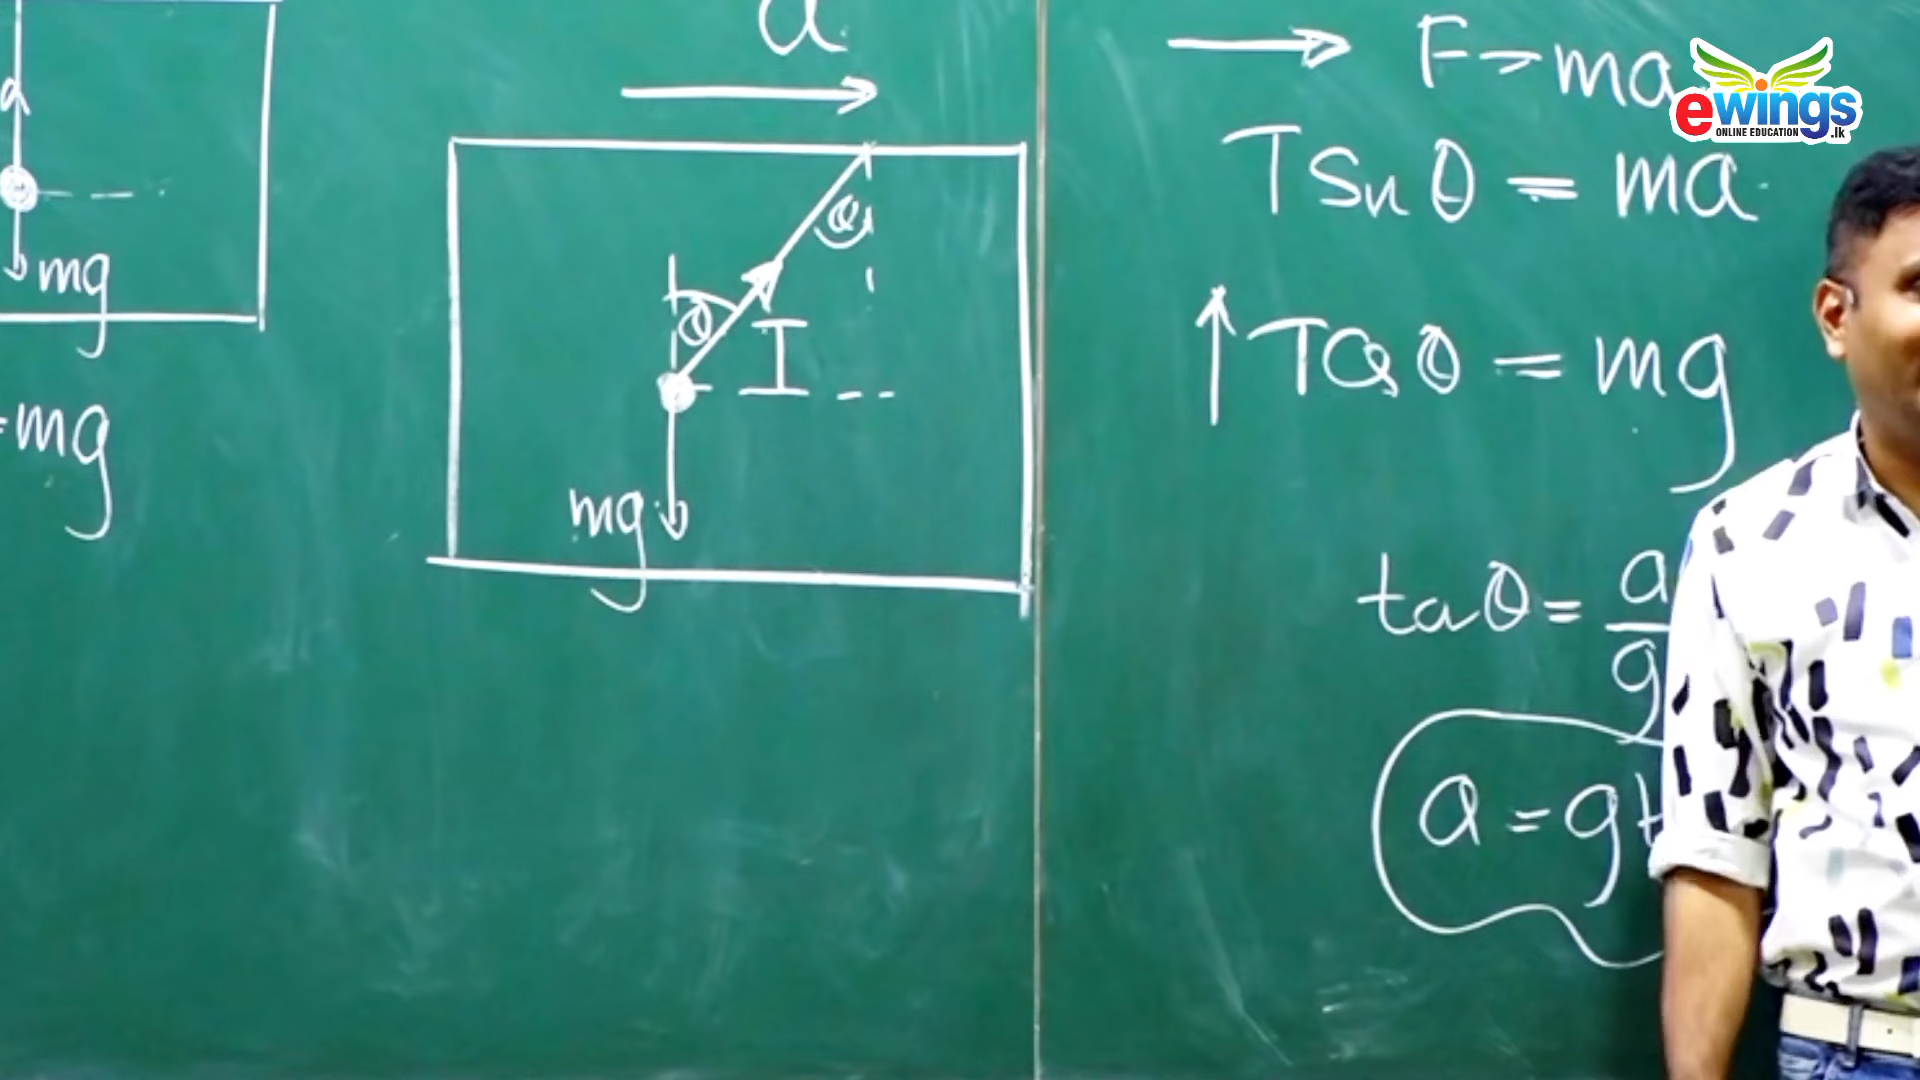 a
mg
=mg
a
θ
θ
T
mg
F = ma
T Sin θ = ma
T Cos θ = mg
tan θ = a
g
a = g t
ewings
ONLINE EDUCATION .lk